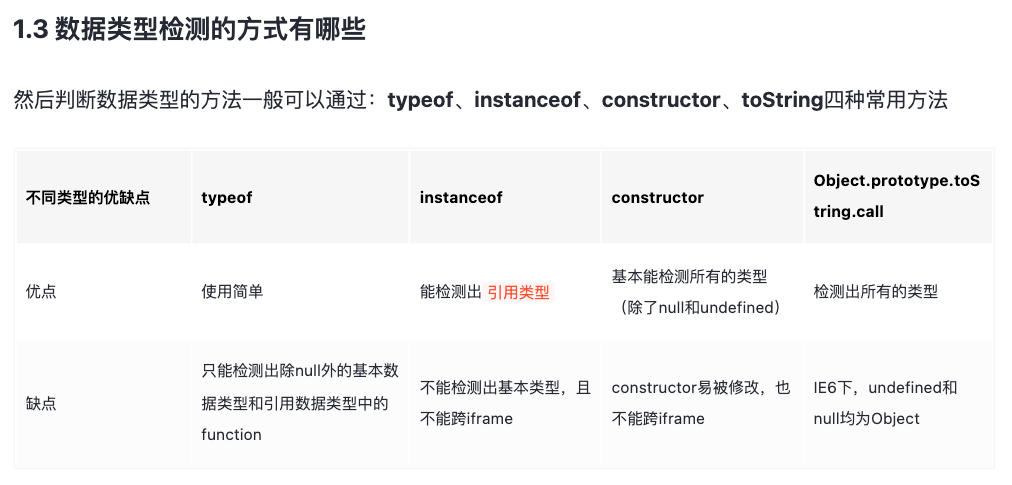 1.3 数据类型检测的方式有哪些
然后判断数据类型的方法一般可以通过：typeof、instanceof、constructor、toString四种常用方法
不同类型的优缺点
typeof
instanceof
constructor
Object.prototype.toS
tring.call
优点
使用简单
能检测出 引用类型
基本能检测所有的类型
（除了null和undefined）
检测出所有的类型
缺点
只能检测出除null外的基本数
据类型和引用数据类型中的
function
不能检测出基本类型，且
不能跨iframe
constructor易被修改，也
不能跨iframe
IE6下，undefined和
null均为Object